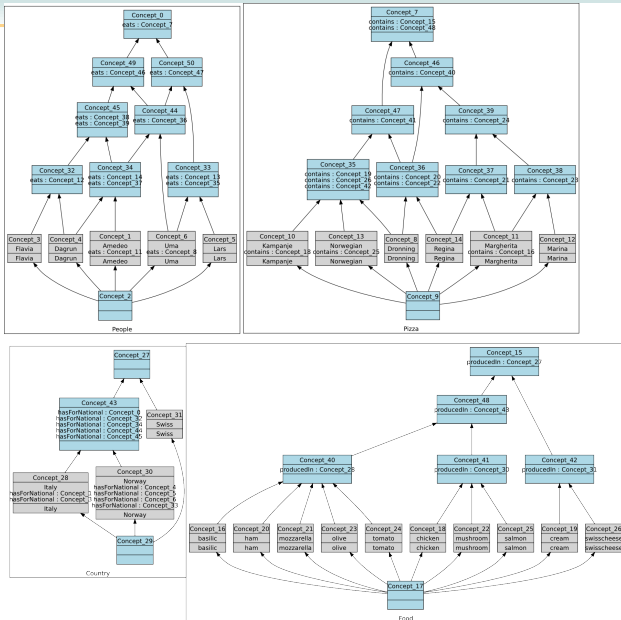 Concept_0
eats : Concept_7
Concept_49
eats : Concept_46
Concept_50
eats : Concept_47
Concept_45
eats : Concept_38
eats : Concept_39
Concept_44
eats : Concept_36
Concept_32
eats : Concept_12
Concept_34
eats : Concept_14
eats : Concept_37
Concept_33
eats : Concept_13
eats : Concept_35
Concept_3
Flavia
Flavia
Concept_4
Dagrun
Dagrun
Concept_1
Amedeo
eats : Concept_11
Amedeo
Concept_6
Uma
eats : Concept_8
Uma
Concept_5
Lars
Lars
Concept_2
People
Concept_7
contains : Concept_15
contains : Concept_48
Concept_46
contains : Concept_40
Concept_47
contains : Concept_41
Concept_39
contains : Concept_24
Concept_35
contains : Concept_19
contains : Concept_26
contains : Concept_42
Concept_36
contains : Concept_20
contains : Concept_22
Concept_37
contains : Concept_21
Concept_38
contains : Concept_23
Concept_10
Kampanje
contains : Concept_18
Kampanje
Concept_13
Norwegian
contains : Concept_25
Norwegian
Concept_8
Dronning
Dronning
Concept_14
Regina
Regina
Concept_11
Margherita
contains : Concept_16
Margherita
Concept_12
Marina
Marina
Concept_9
Pizza
Concept_27
Concept_43
hasForNational : Concept_0
hasForNational : Concept_32
hasForNational : Concept_34
hasForNational : Concept_44
hasForNational : Concept_45
Concept_31
Swiss
Swiss
Concept_28
Italy
hasForNational : Concept_1
hasForNational : Concept_3
Italy
Concept_30
Norway
hasForNational : Concept_4
hasForNational : Concept_5
hasForNational : Concept_6
hasForNational : Concept_33
Norway
Concept_29
Country
Concept_15
producedIn : Concept_27
Concept_48
producedIn : Concept_43
Concept_40
producedIn : Concept_28
Concept_41
producedIn : Concept_30
Concept_42
producedIn : Concept_31
Concept_16
basilic
basilic
Concept_20
ham
ham
Concept_21
mozzarella
mozzarella
Concept_23
olive
olive
Concept_24
tomato
tomato
Concept_18
chicken
chicken
Concept_22
mushroom
mushroom
Concept_25
salmon
salmon
Concept_19
cream
cream
Concept_26
swisscheese
swisscheese
Concept_17
Food